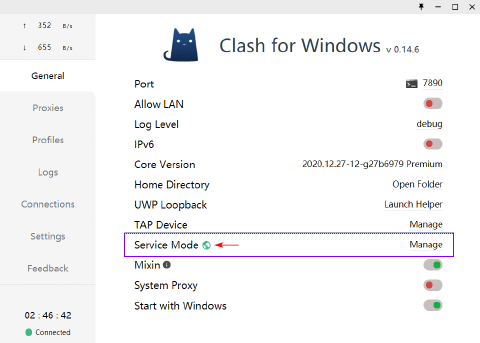 ↑ 352 B/s
↓ 655 B/s
General
Proxies
Profiles
Logs
Connections
Settings
Feedback
02 : 46 : 42
Connected
Clash for Windows v 0.14.6
Port 7890
Allow LAN
Log Level debug
IPv6
Core Version 2020.12.27-12-g27b6979 Premium
Home Directory Open Folder
UWP Loopback Launch Helper
TAP Device Manage
Service Mode Manage
Mixin
System Proxy
Start with Windows